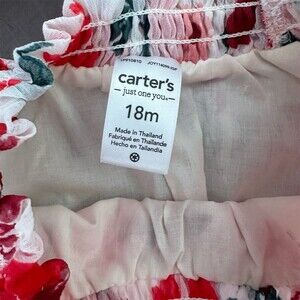 carter's
just one you.
18m
Made in Thailand
Fabriqué en Thaïlande
Hecho en Tailandia